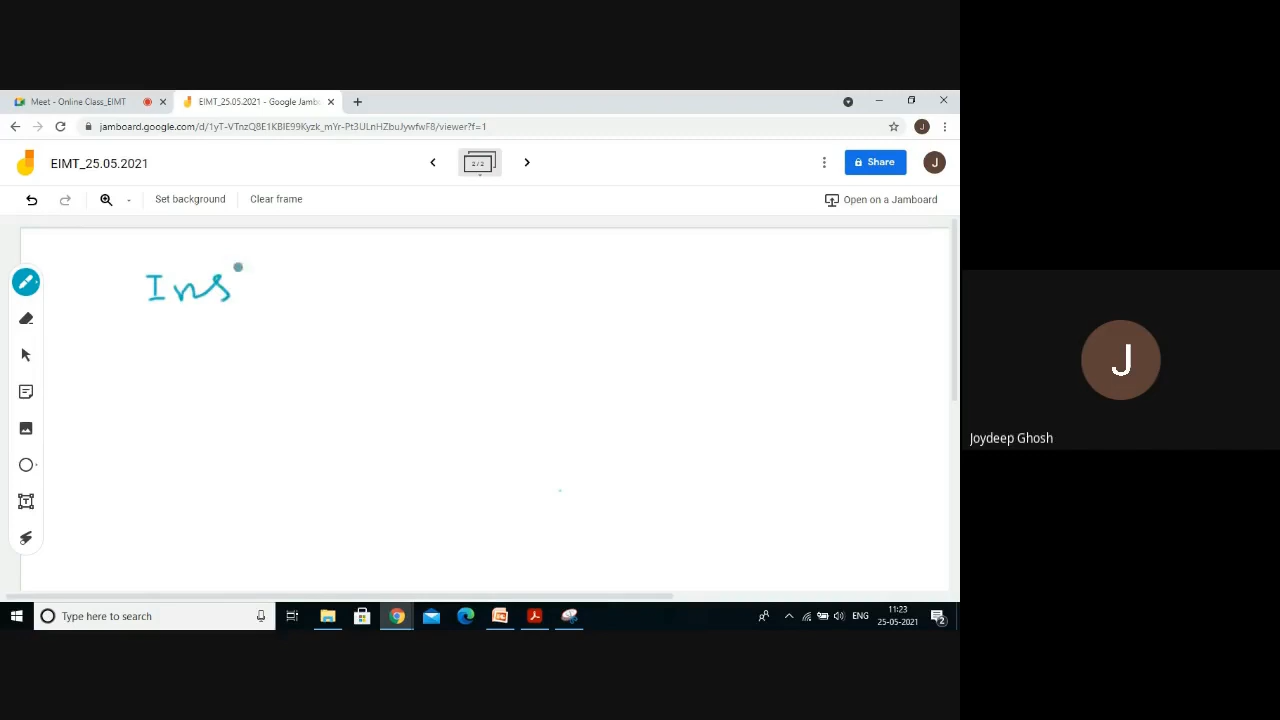 Meet - Online Class_EIMT
EIMT_25.05.2021 - Google Jamb
jamboard.google.com/d/1yT-VTnzQ8E1KBIE99Kyzk_mYr-Pt3ULnHZbuJywfwF8/viewer?f=1
J
EIMT_25.05.2021
2 / 2
Share
J
Set background
Clear frame
Open on a Jamboard
Ins
J
Joydeep Ghosh
Type here to search
ENG
11:23
25-05-2021
2